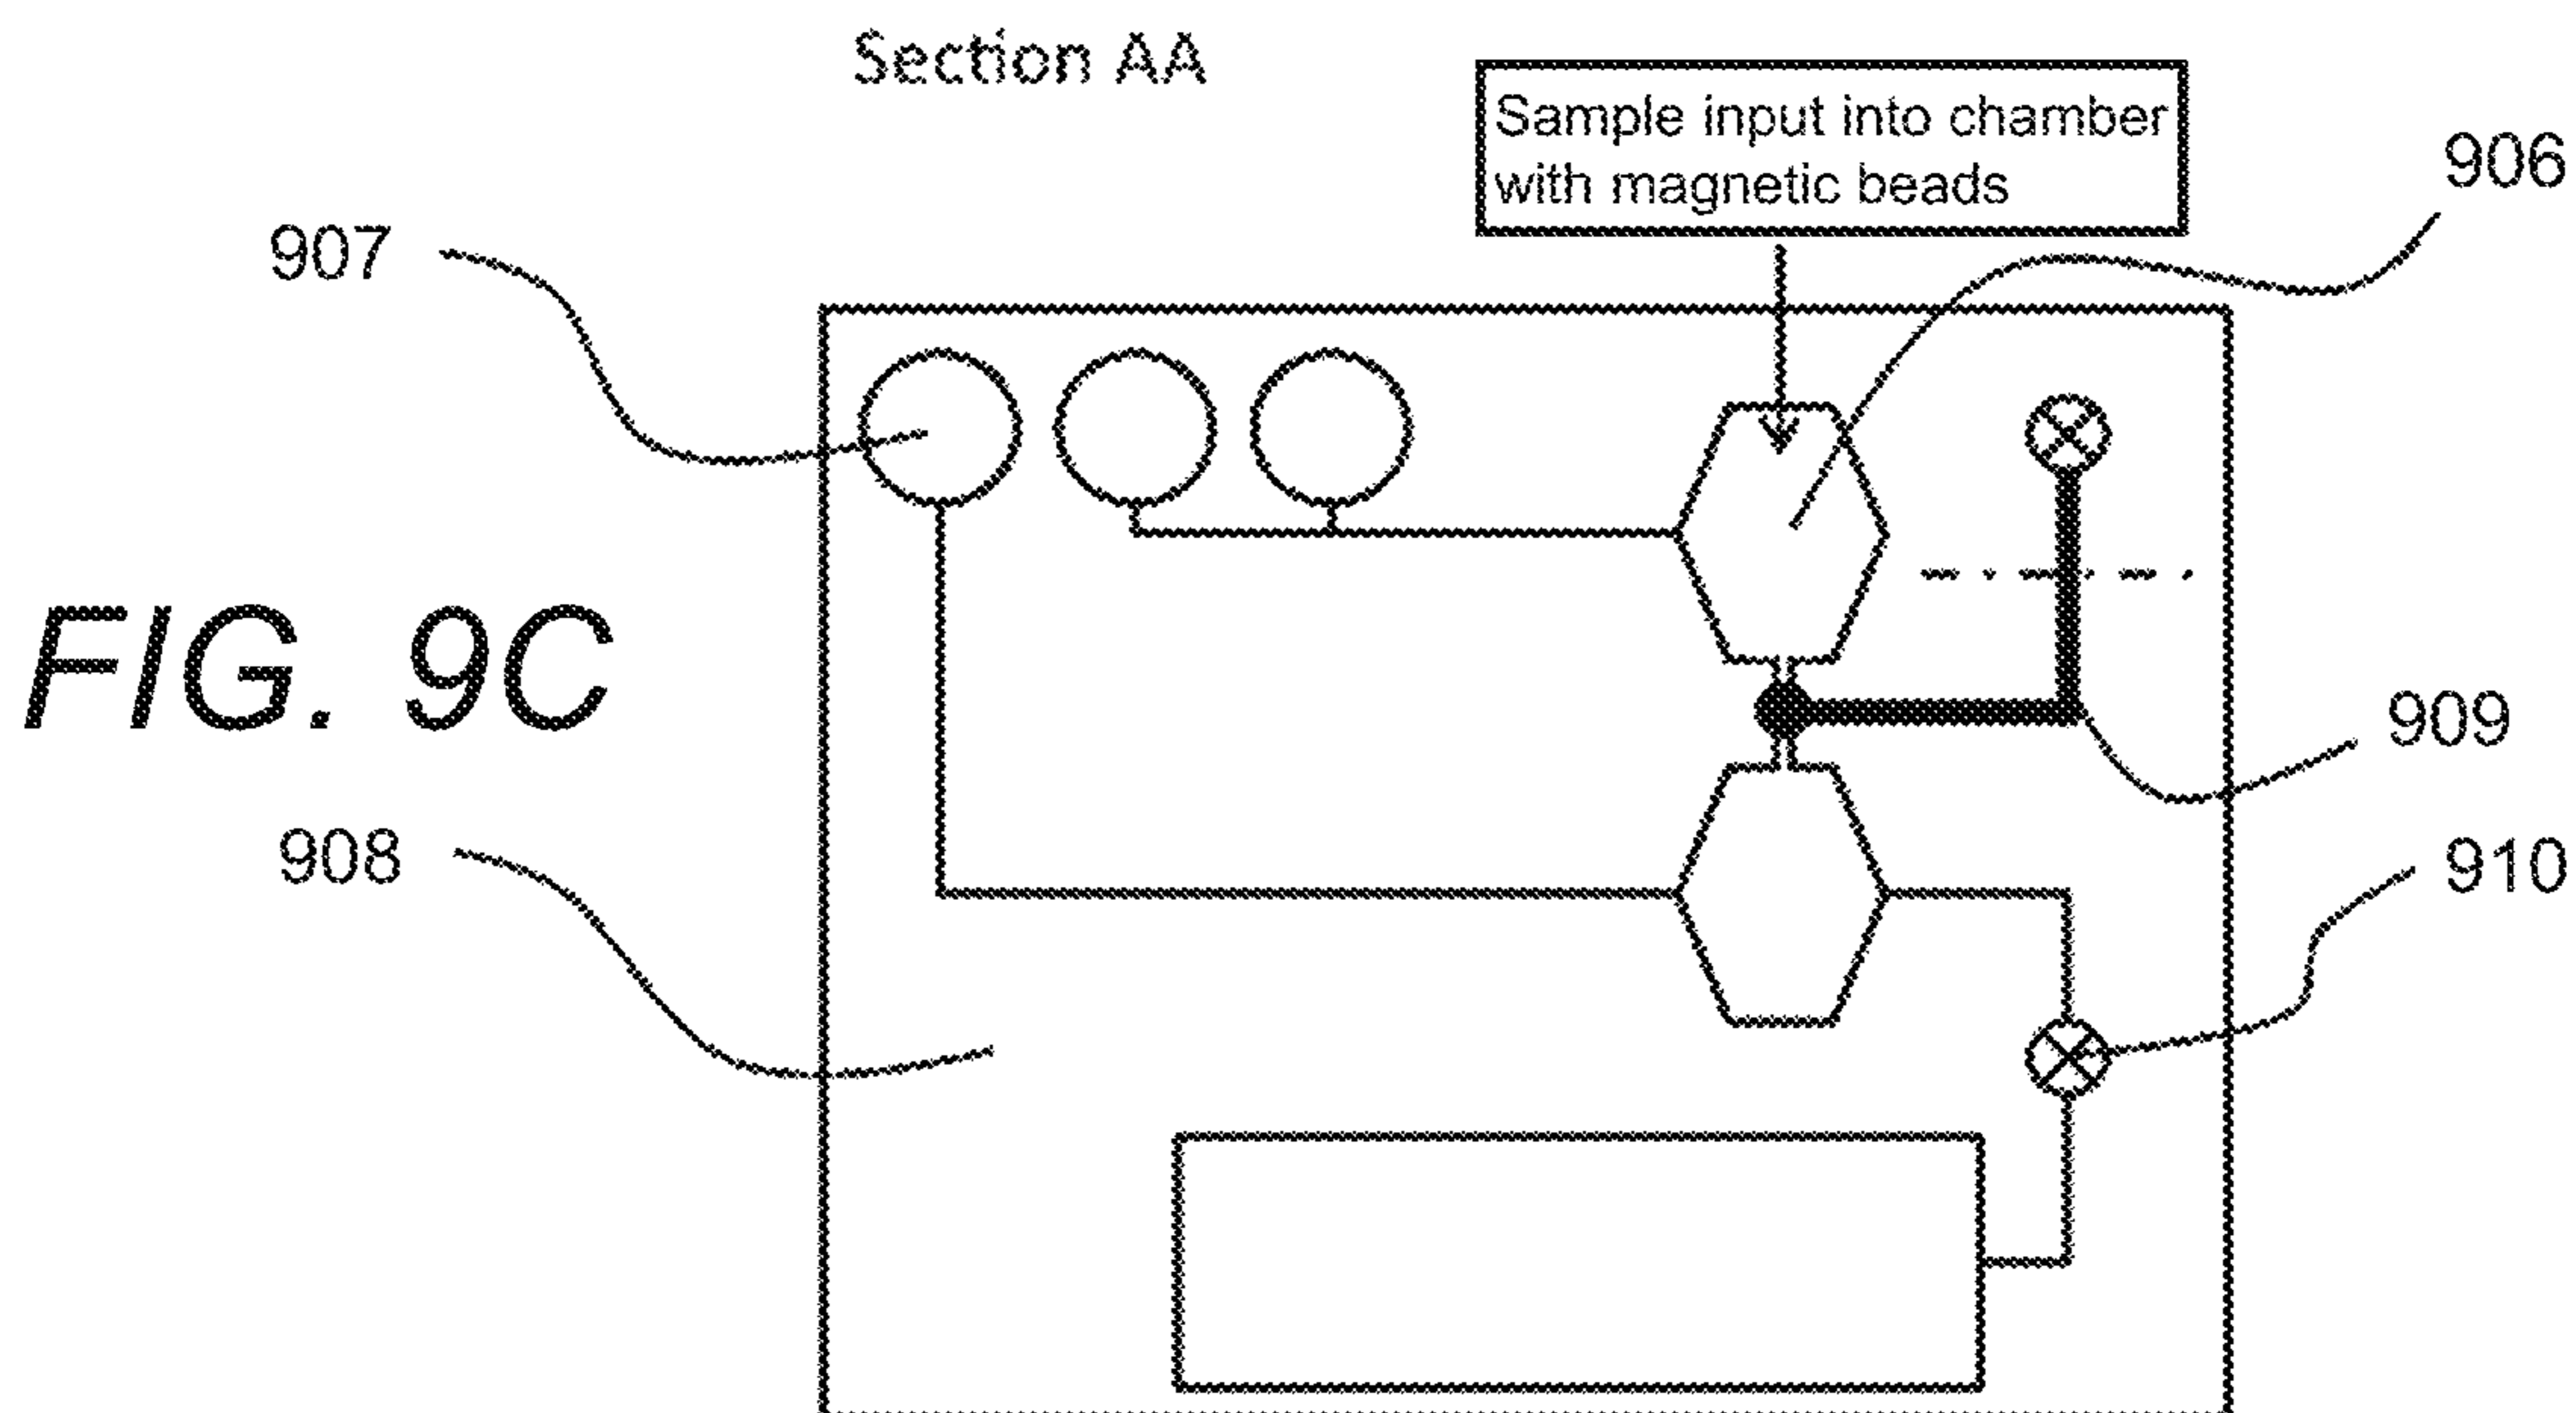 Section AA
Sample input into chamber
with magnetic beads
906
907
FIG. 9C
909
908
910